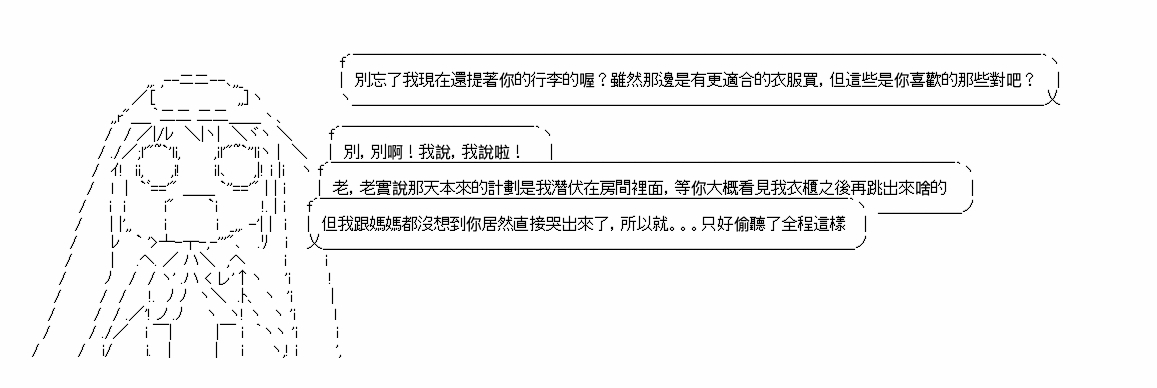 別忘了我現在還提著你的行李的喔？雖然那邊是有更適合的衣服買，但這些是你喜歡的那些對吧？
別，別啊！我說，我說啦！
老，老實說那天本來的計劃是我潛伏在房間裡面，等你大概看見我衣櫃之後再跳出來啥的
但我跟媽媽都沒想到你居然直接哭出來了，所以就。。。只好偷聽了全程這樣